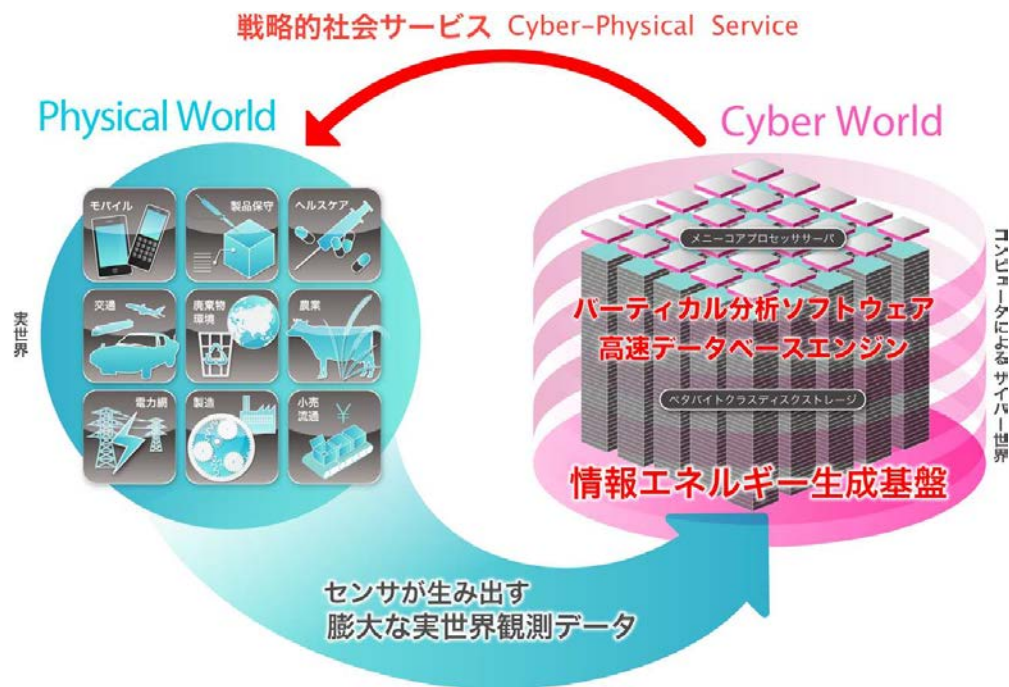 戦略的社会サービス Cyber-Physical Service
Physical World
Cyber World
モバイル
製品保守
ヘルスケア
交通
廃棄物
環境
農業
電力網
製造
小売
流通
¥
実世界
メニーコアプロセッササーバ
バーティカル分析ソフトウェア
高速データベースエンジン
ペタバイトクラスディスクストレージ
情報エネルギー生成基盤
コンピュータによる サイバー世界
センサが生み出す
膨大な実世界観測データ